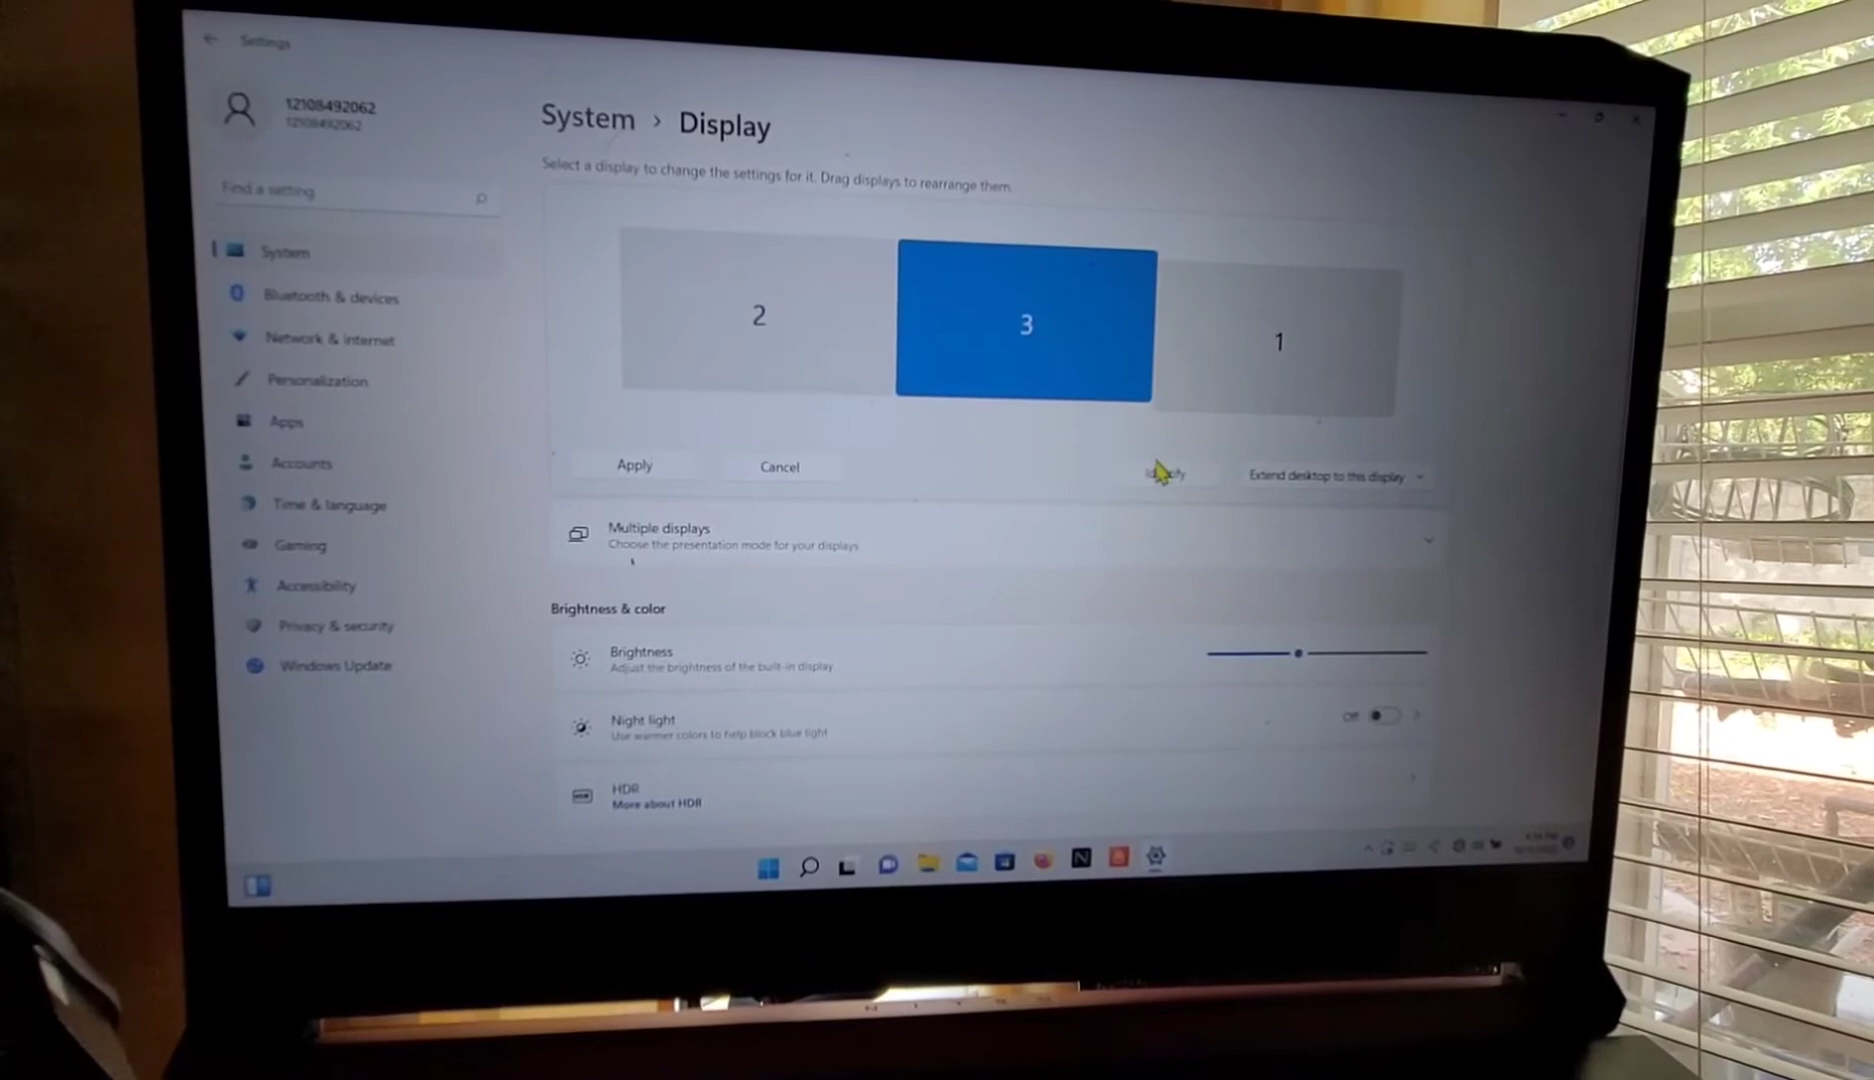 Settings
12108492062
12108492062
Find a setting
System
Bluetooth & devices
Network & internet
Personalization
Apps
Accounts
Time & language
Gaming
Accessibility
Privacy & security
Windows Update
System › Display
Select a display to change the settings for it. Drag displays to rearrange them.
2
3
1
Apply
Cancel
Extend desktop to this display
Multiple displays
Choose the presentation mode for your displays
Brightness & color
Brightness
Adjust the brightness of the built-in display
Night light
Use warmer colors to help block blue light
Off
HDR
More about HDR